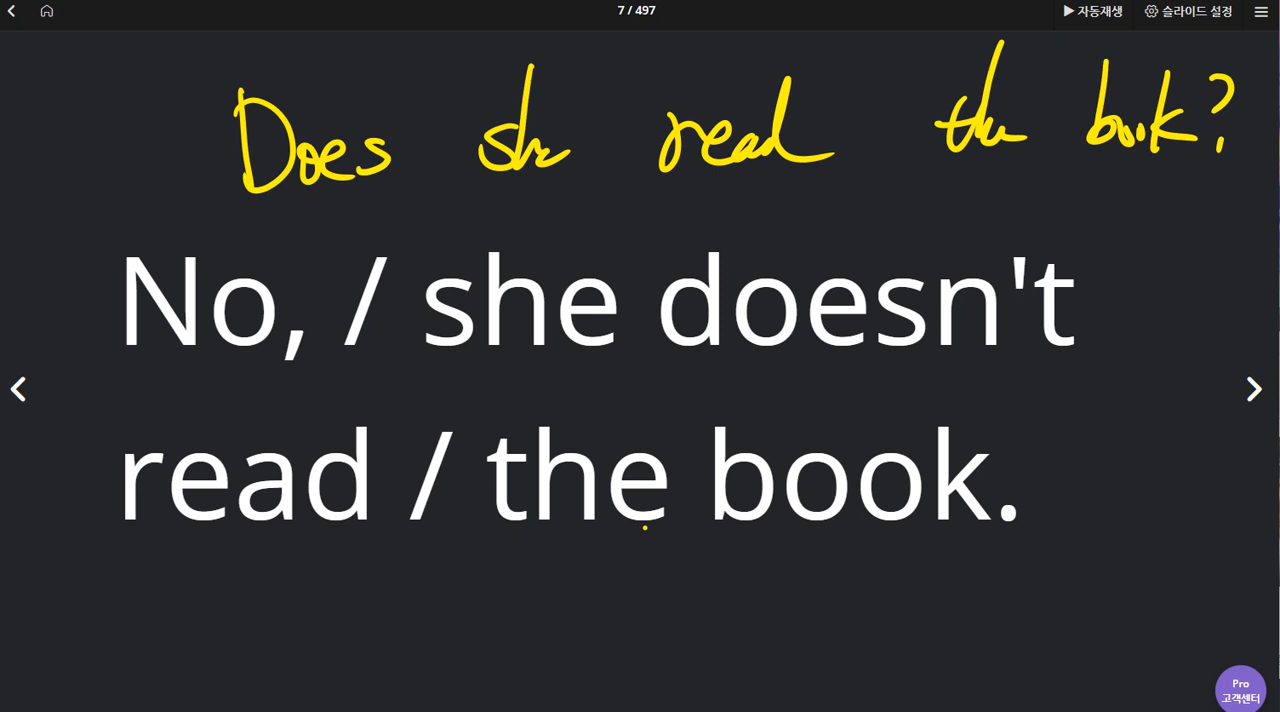 7 / 497
자동재생
슬라이드 설정
Does she read the book?
No, / she doesn't
read / the book.
Pro
고객센터